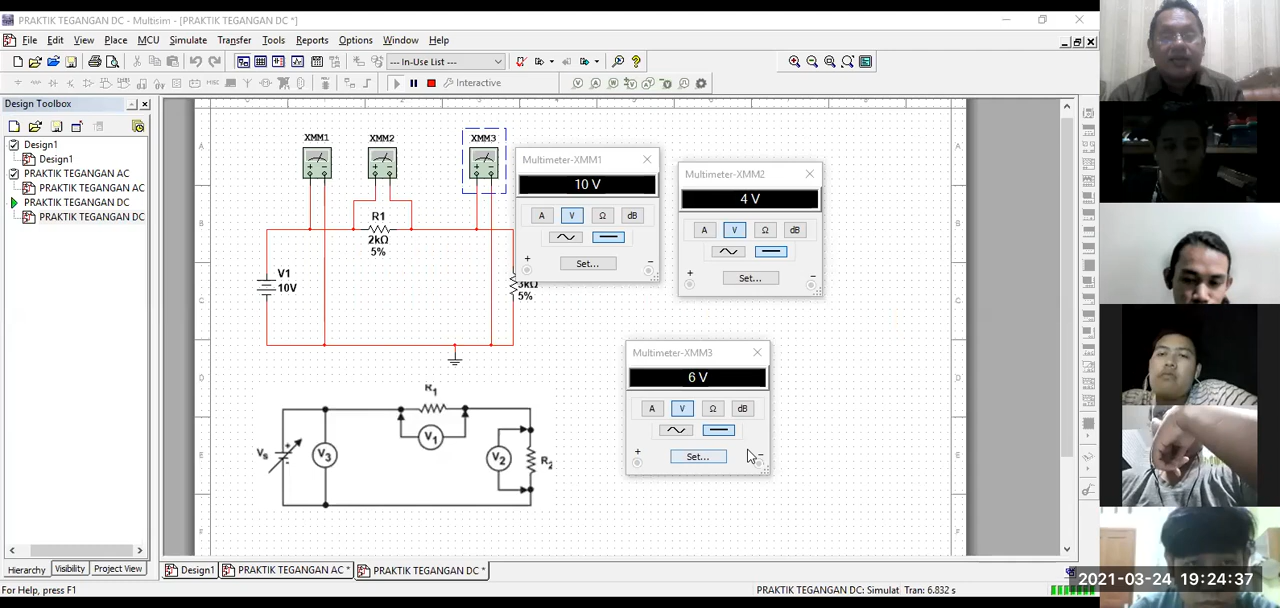 PRAKTIK TEGANGAN DC - Multisim - [PRAKTIK TEGANGAN DC *]
File Edit View Place MCU Simulate Transfer Tools Reports Options Window Help
--- In-Use List ---
Interactive
Design Toolbox
Design1
Design1
PRAKTIK TEGANGAN AC
PRAKTIK TEGANGAN AC
PRAKTIK TEGANGAN DC
PRAKTIK TEGANGAN DC
Hierarchy Visibility Project View
XMM1 XMM2 XMM3
R1
2kΩ
5%
V1
10V
3kΩ
5%
Multimeter-XMM1
10 V
A V Ω dB
+ -
Set...
Multimeter-XMM2
4 V
A V Ω dB
+ -
Set...
Multimeter-XMM3
6 V
A V Ω dB
+ -
Set...
R1
V1
Vs
V3
V2
R2
A
B
C
D
E
F
A
B
C
D
E
Design1 PRAKTIK TEGANGAN AC * PRAKTIK TEGANGAN DC *
For Help, press F1
PRAKTIK TEGANGAN DC: Simulat Tran: 6.832 s
2021-03-24 19:24:37